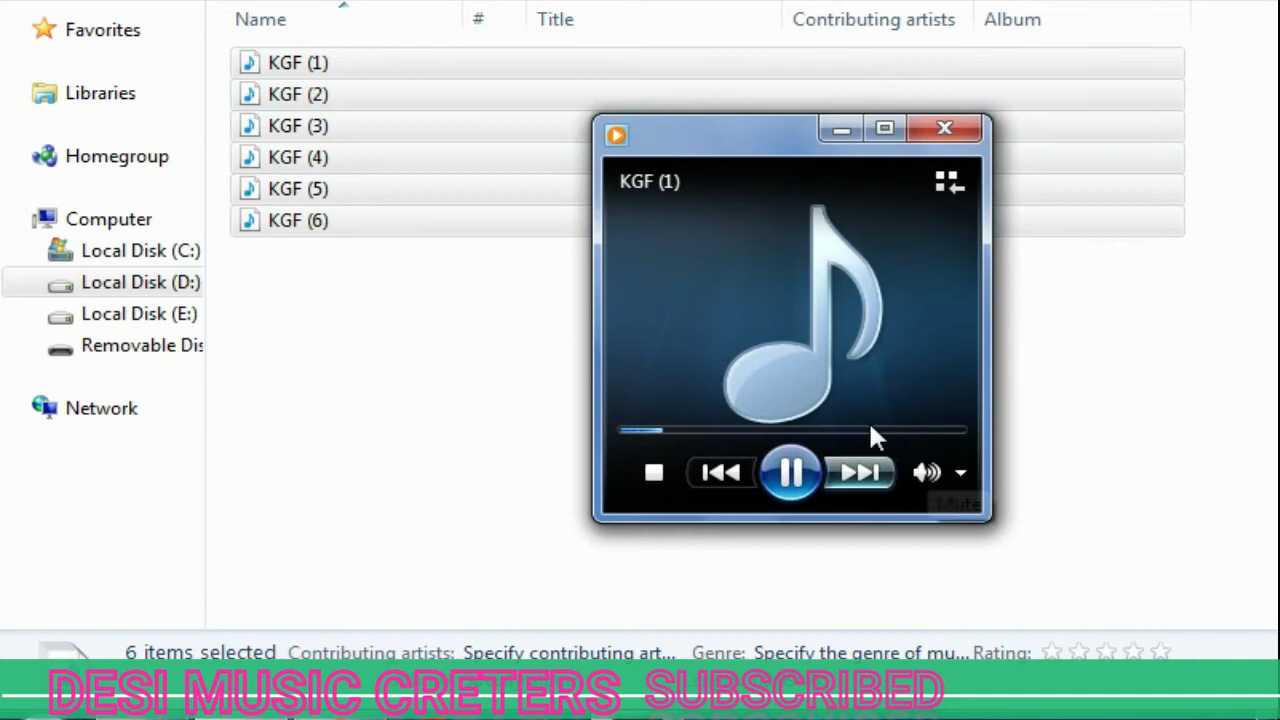 Favorites
Libraries
Homegroup
Computer
Local Disk (C:)
Local Disk (D:)
Local Disk (E:)
Removable Dis
Network
Name # Title Contributing artists Album
KGF (1)
KGF (2)
KGF (3)
KGF (4)
KGF (5)
KGF (6)
KGF (1)
Mute
6 items selected Contributing artists: Specify contributing art... Genre: Specify the genre of mu... Rating:
DESI MUSIC CRETERS SUBSCRIBED